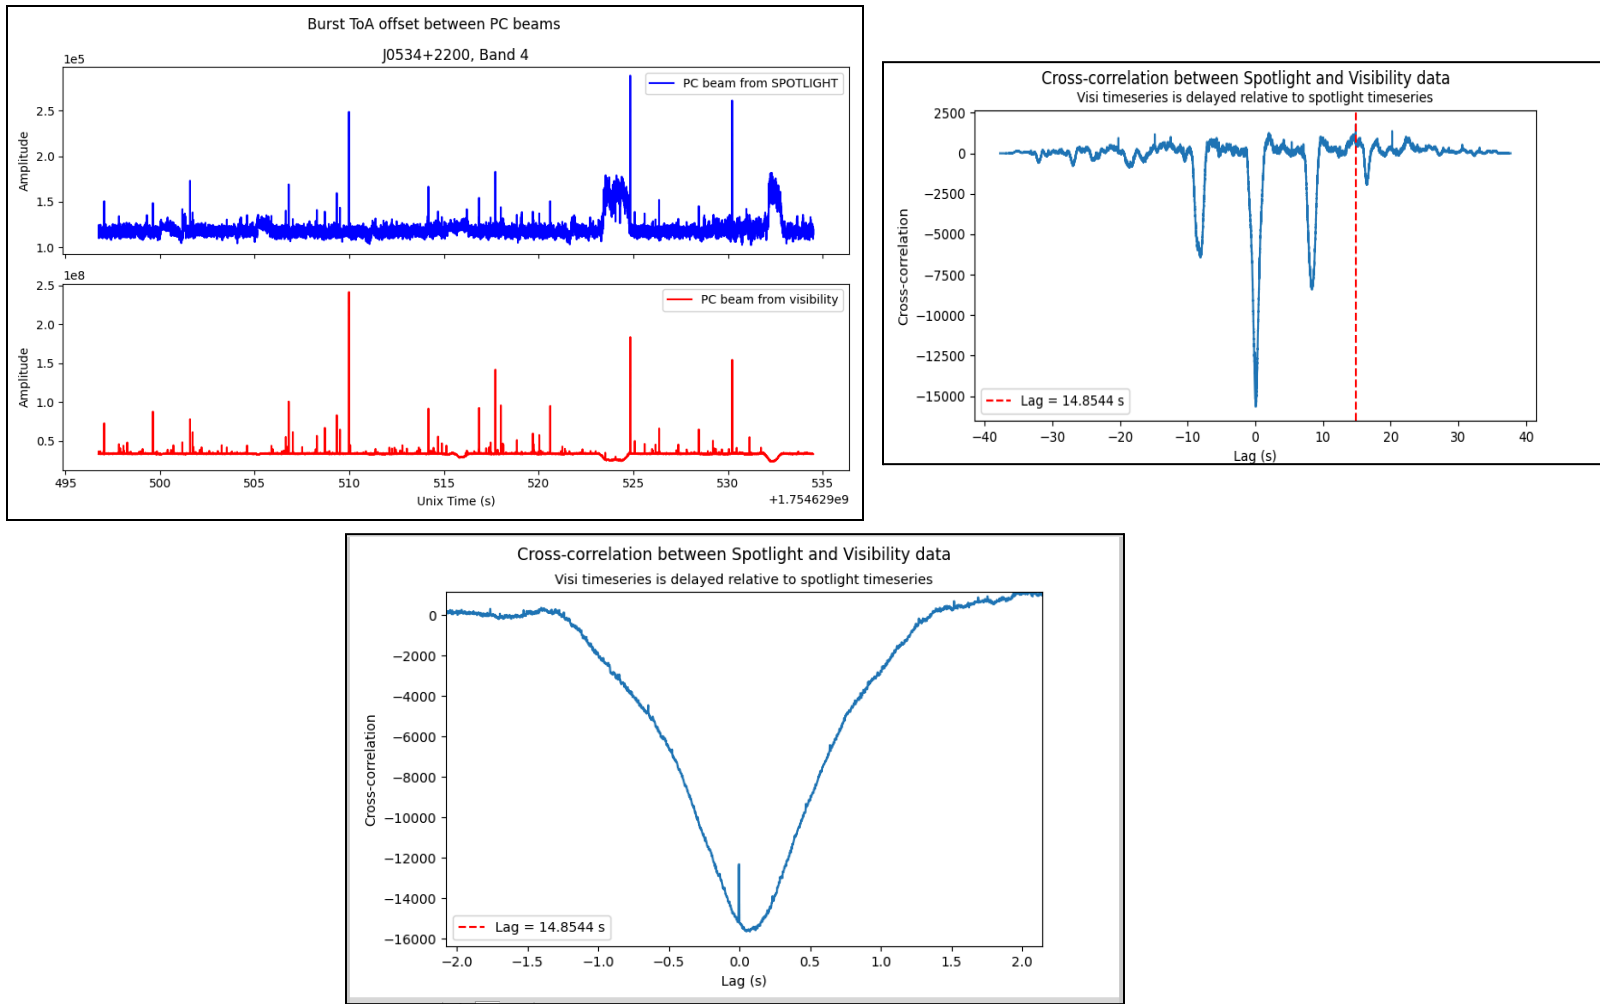 Burst ToA offset between PC beams
J0534+2200, Band 4
1e5
PC beam from SPOTLIGHT
Amplitude
2.5
2.0
1.5
1.0
1e8
PC beam from visibility
Amplitude
2.5
2.0
1.5
1.0
0.5
495 500 505 510 515 520 525 530 535
Unix Time (s)
+1.754629e9
Cross-correlation between Spotlight and Visibility data
Visi timeseries is delayed relative to spotlight timeseries
Cross-correlation
2500
0
−2500
−5000
−7500
−10000
−12500
−15000
Lag = 14.8544 s
−40 −30 −20 −10 0 10 20 30 40
Lag (s)
Cross-correlation between Spotlight and Visibility data
Visi timeseries is delayed relative to spotlight timeseries
Cross-correlation
0
−2000
−4000
−6000
−8000
−10000
−12000
−14000
−16000
Lag = 14.8544 s
−2.0 −1.5 −1.0 −0.5 0.0 0.5 1.0 1.5 2.0
Lag (s)